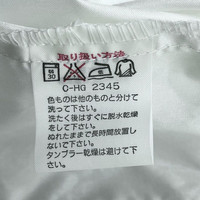 取り扱い方法
30
O-HG 2345
色ものは他のものと分けて
洗って下さい。
洗たく後はすぐに脱水乾燥
をして下さい。
ぬれたままで長時間放置し
ないで下さい。
タンブラー乾燥は避けて下
さい。